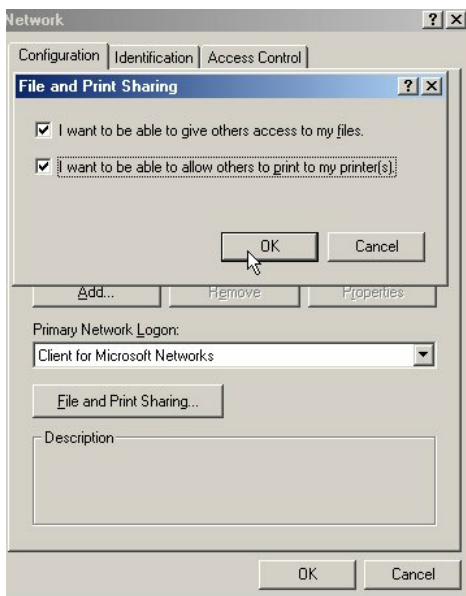 Network
Configuration Identification Access Control
File and Print Sharing
I want to be able to give others access to my files.
I want to be able to allow others to print to my printer(s).
OK Cancel
Add... Remove Properties
Primary Network Logon:
Client for Microsoft Networks
File and Print Sharing...
Description
OK Cancel